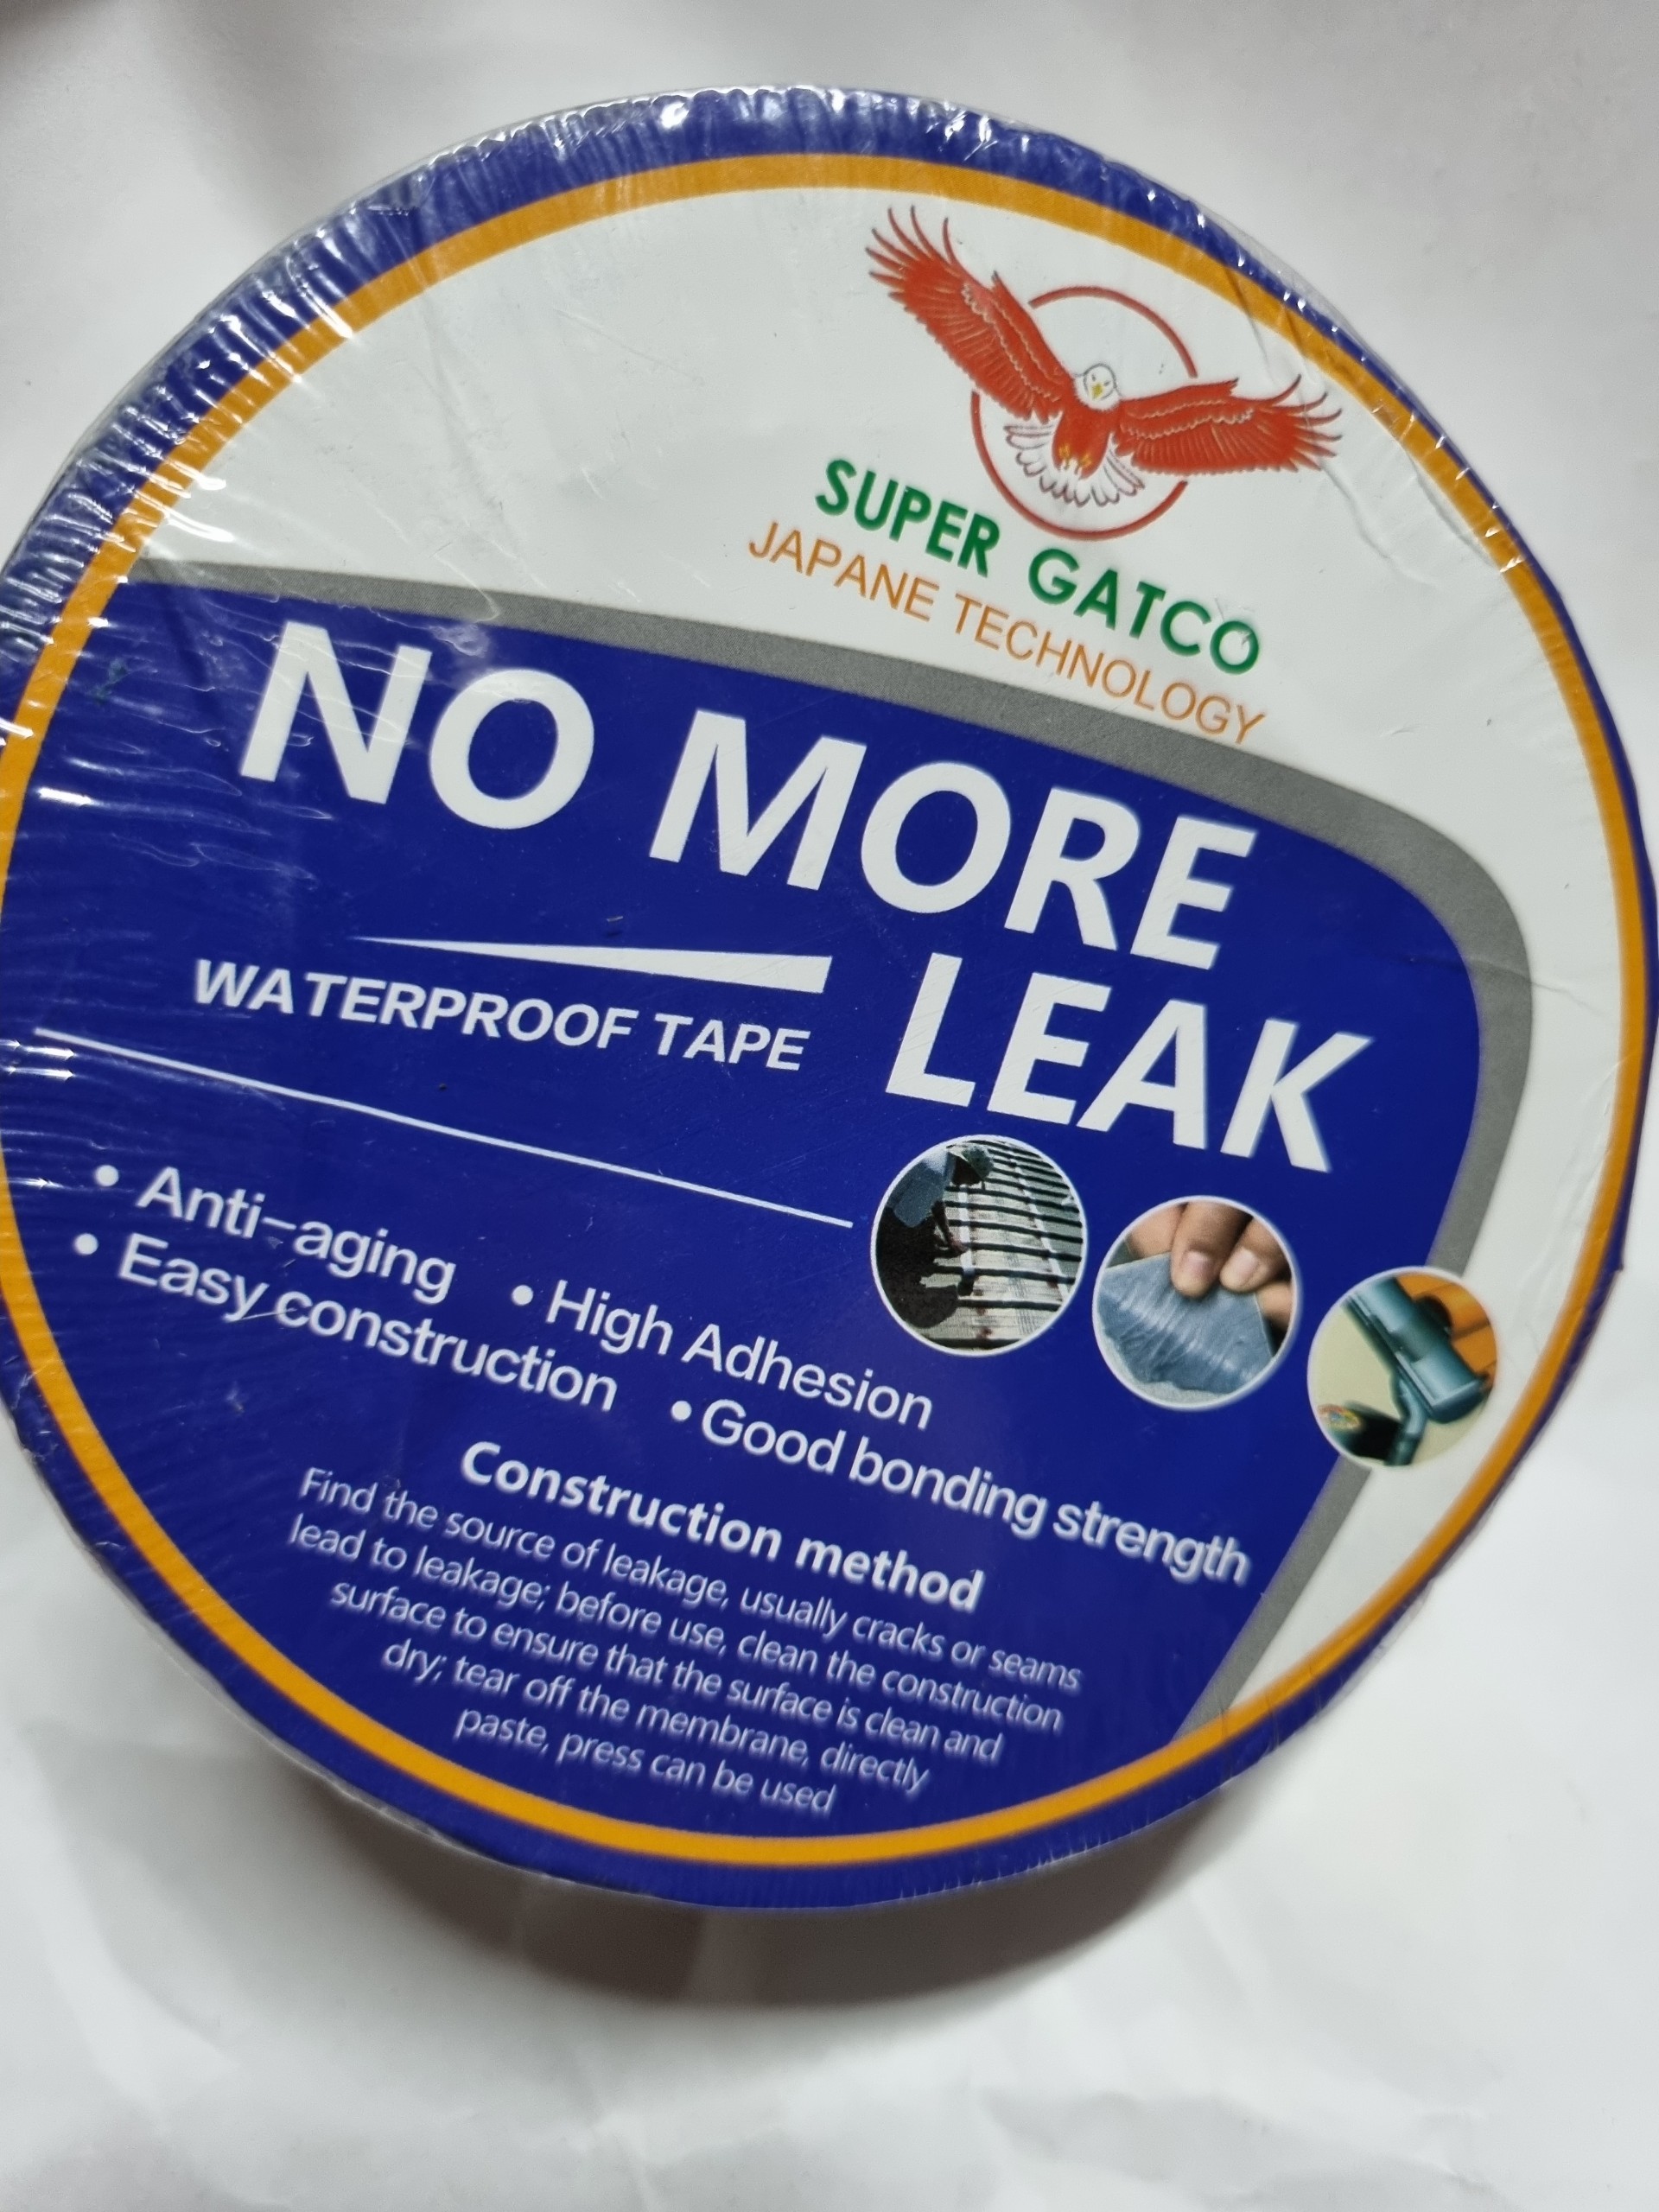 SUPER GATCO
JAPANE TECHNOLOGY
NO MORE
LEAK
WATERPROOF TAPE
• Anti-aging • High Adhesion
• Easy construction • Good bonding strength
Construction method
Find the source of leakage, usually cracks or seams
lead to leakage; before use, clean the construction
surface to ensure that the surface is clean and
dry; tear off the membrane, directly
paste, press can be used